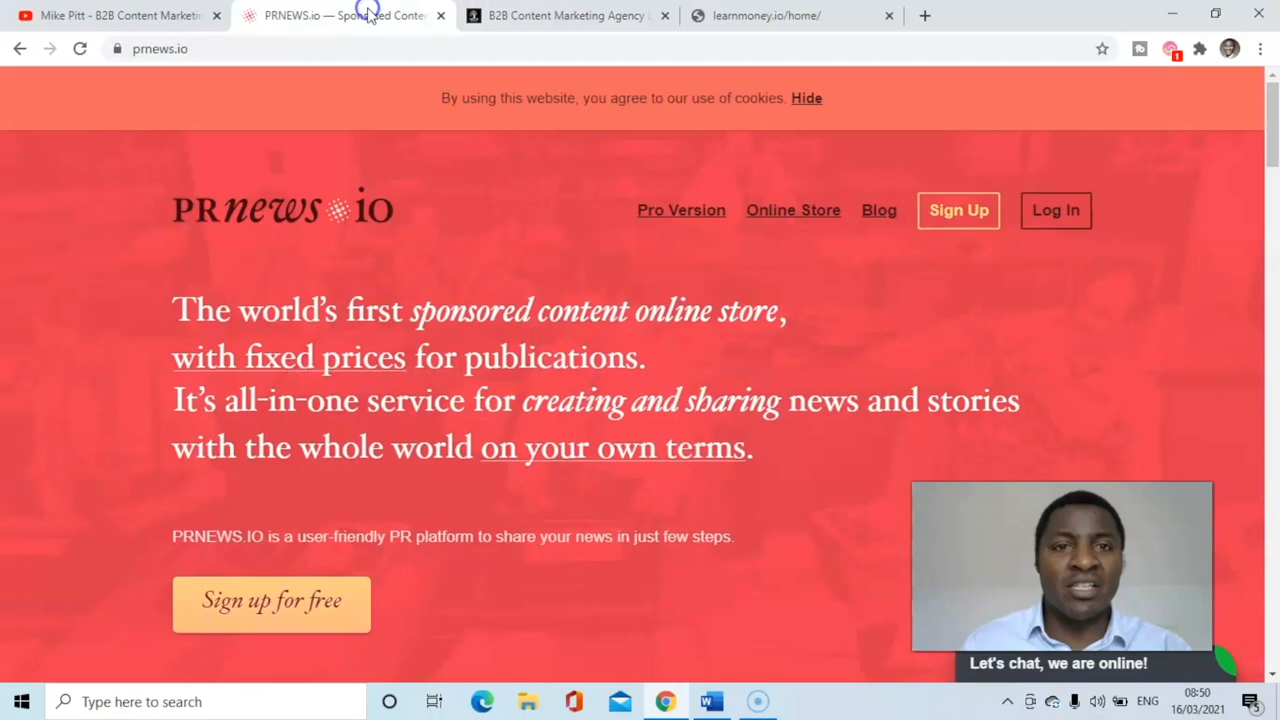 Mike Pitt - B2B Content Marketin
PRNEWS.io — Sponsored Conte
B2B Content Marketing Agency L
learnmoney.io/home/
prnews.io
1
By using this website, you agree to our use of cookies. Hide
PRnews io
Pro Version
Online Store
Blog
Sign Up
Log In
The world's first sponsored content online store,
with fixed prices for publications.
It's all-in-one service for creating and sharing news and stories
with the whole world on your own terms.
PRNEWS.IO is a user-friendly PR platform to share your news in just few steps.
Sign up for free
Let's chat, we are online!
Type here to search
W
ENG
08:50
16/03/2021
5